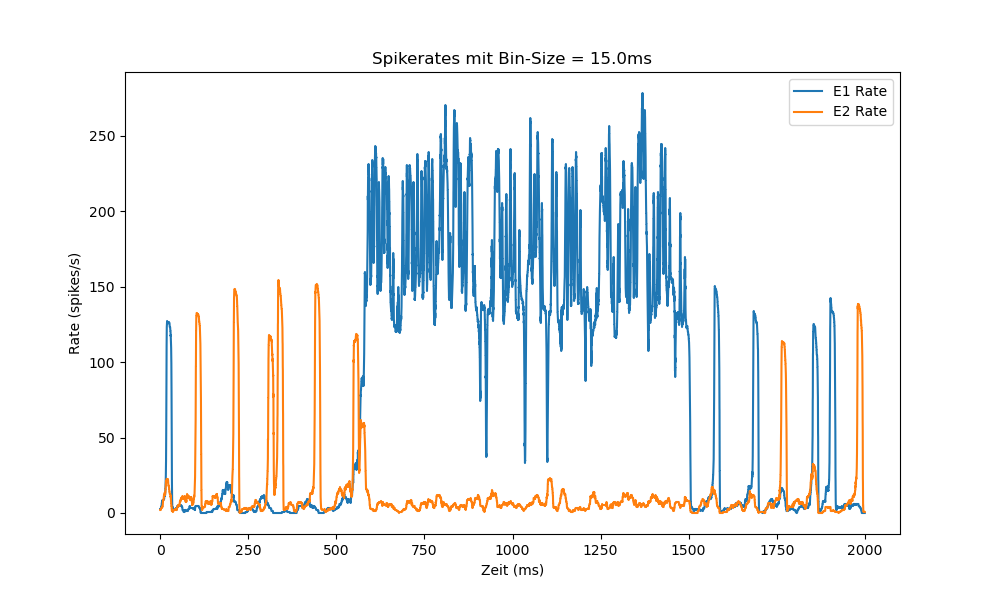 Spikerates mit Bin-Size = 15.0ms
E1 Rate
E2 Rate
250
200
150
100
50
0
Rate (spikes/s)
0 250 500 750 1000 1250 1500 1750 2000
Zeit (ms)